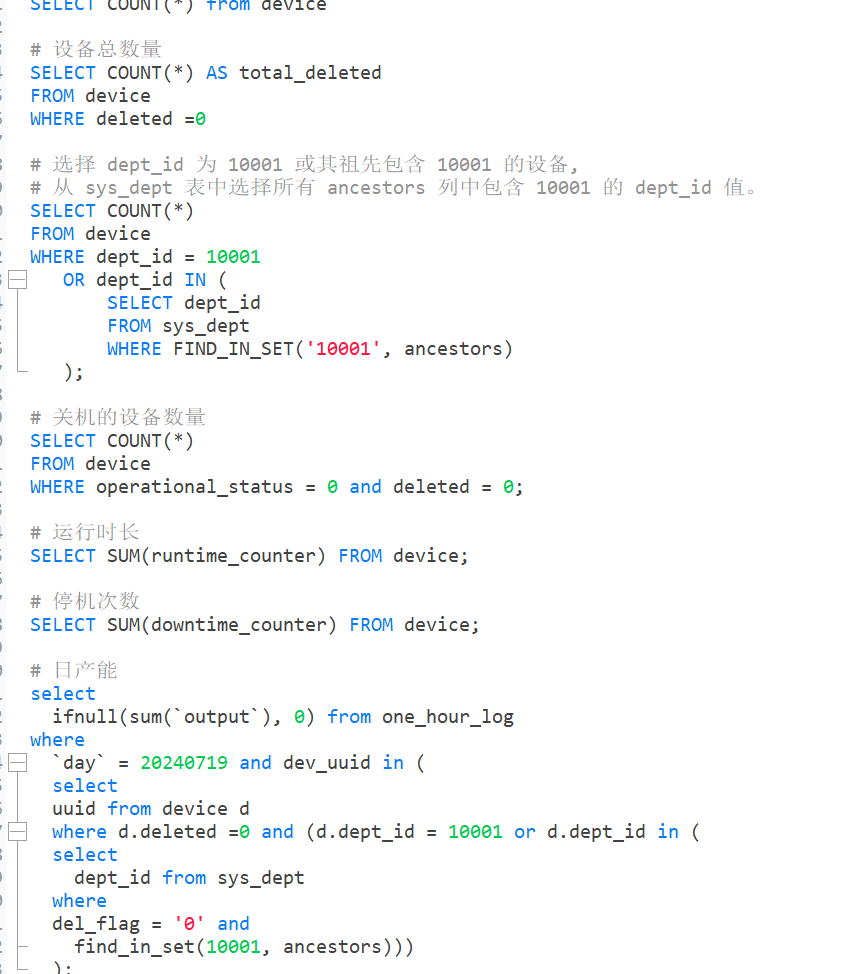 SELECT COUNT(*) from device
# 设备总数量
SELECT COUNT(*) AS total_deleted
FROM device
WHERE deleted =0
# 选择 dept_id 为 10001 或其祖先包含 10001 的设备,
# 从 sys_dept 表中选择所有 ancestors 列中包含 10001 的 dept_id 值。
SELECT COUNT(*)
FROM device
WHERE dept_id = 10001
OR dept_id IN (
SELECT dept_id
FROM sys_dept
WHERE FIND_IN_SET('10001', ancestors)
);
# 关机的设备数量
SELECT COUNT(*)
FROM device
WHERE operational_status = 0 and deleted = 0;
# 运行时长
SELECT SUM(runtime_counter) FROM device;
# 停机次数
SELECT SUM(downtime_counter) FROM device;
# 日产能
select
ifnull(sum(`output`), 0) from one_hour_log
where
`day` = 20240719 and dev_uuid in (
select
uuid from device d
where d.deleted =0 and (d.dept_id = 10001 or d.dept_id in (
select
dept_id from sys_dept
where
del_flag = '0' and
find_in_set(10001, ancestors)))
);